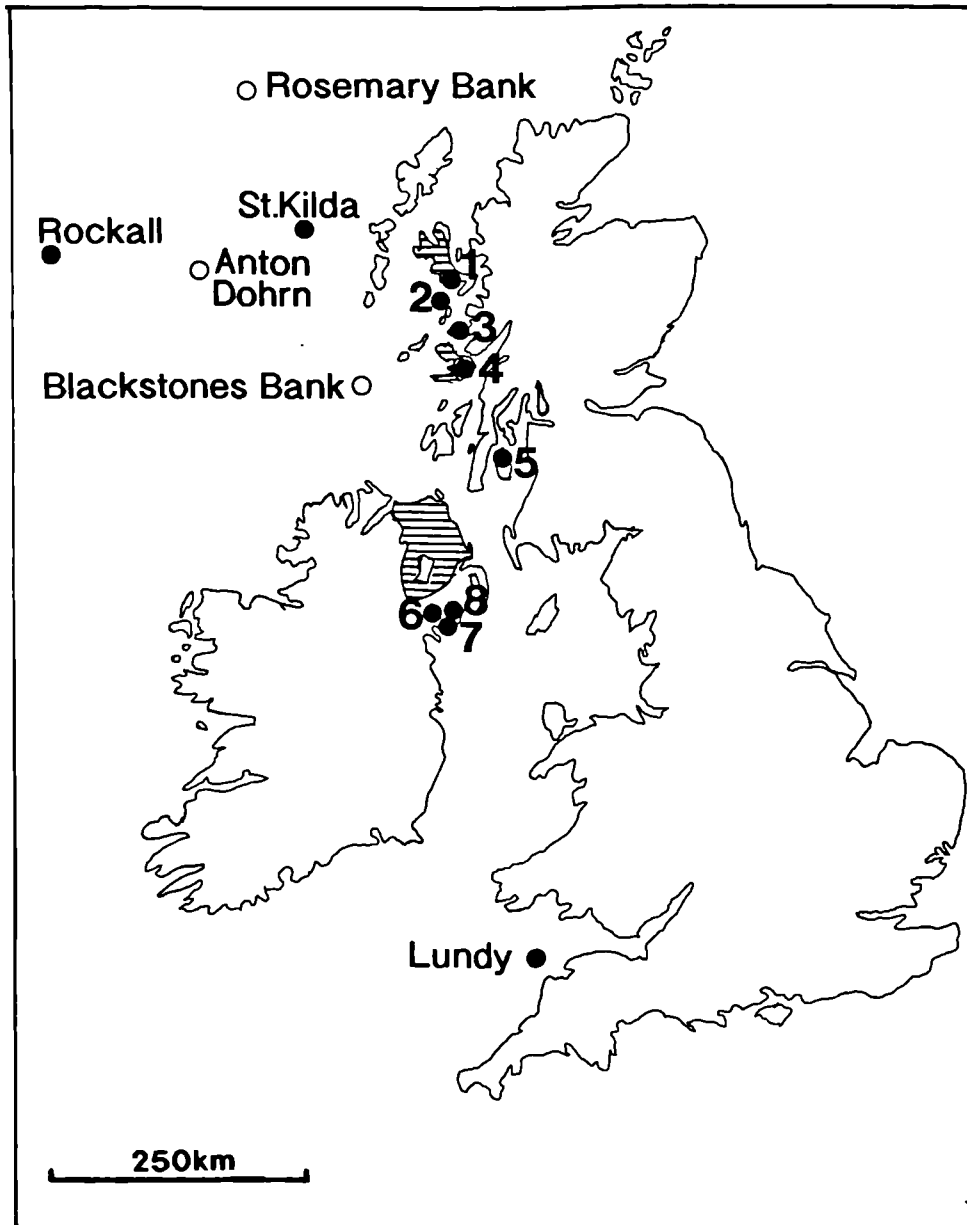 Rosemary Bank
St.Kilda
Rockall
Anton
Dohrn
1
2
3
Blackstones Bank
4
5
6
8
7
Lundy
250km